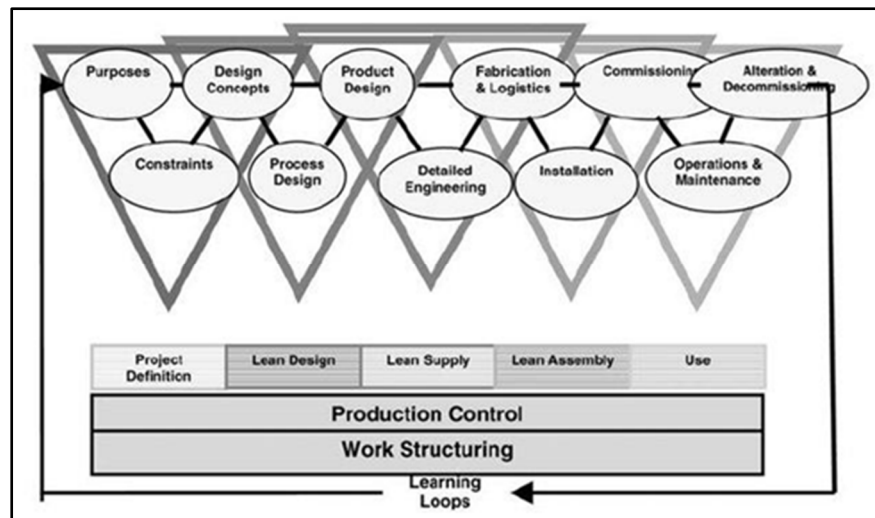 Purposes
Design
Concepts
Product
Design
Fabrication
& Logistics
Commissioning
Alteration &
Decommissioning
Constraints
Process
Design
Detailed
Engineering
Installation
Operations &
Maintenance
Project
Definition
Lean Design
Lean Supply
Lean Assembly
Use
Production Control
Work Structuring
Learning
Loops